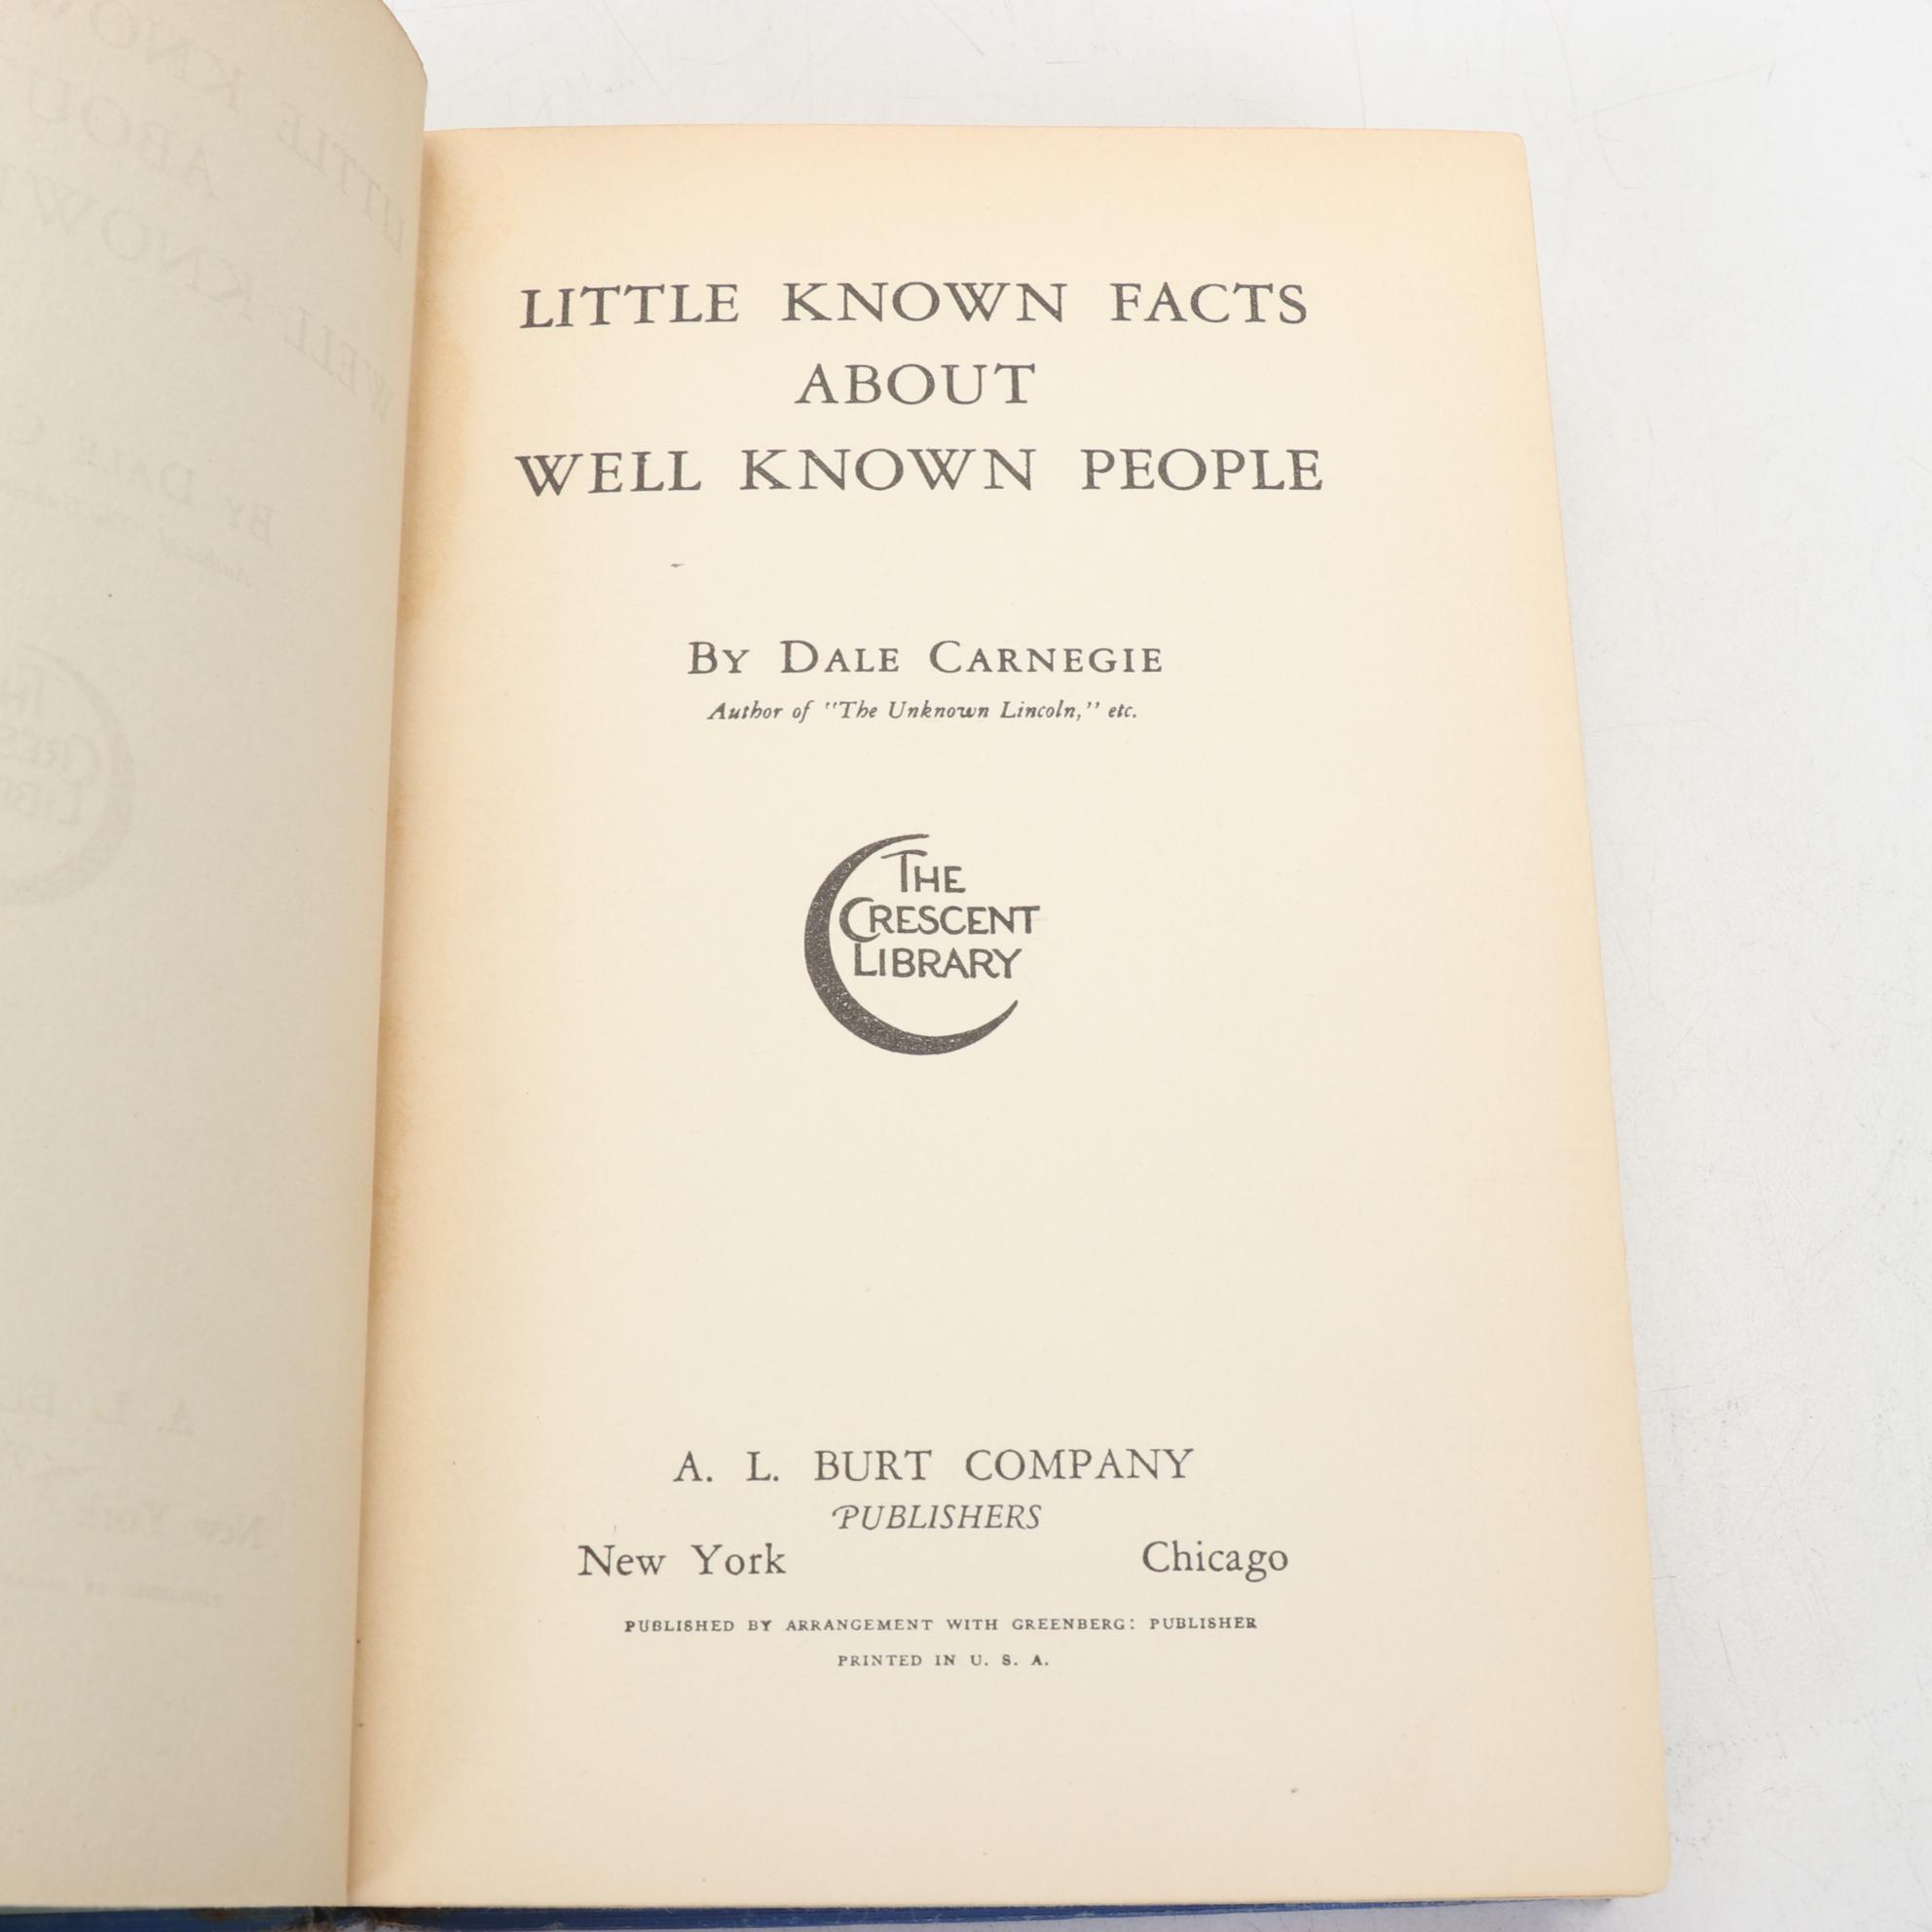 LITTLE KNOWN FACTS
ABOUT
WELL KNOWN PEOPLE
BY DALE CARNEGIE
Author of "The Unknown Lincoln," etc.
THE
CRESCENT
LIBRARY
A. L. BURT COMPANY
PUBLISHERS
New York Chicago
PUBLISHED BY ARRANGEMENT WITH GREENBERG: PUBLISHER
PRINTED IN U. S. A.